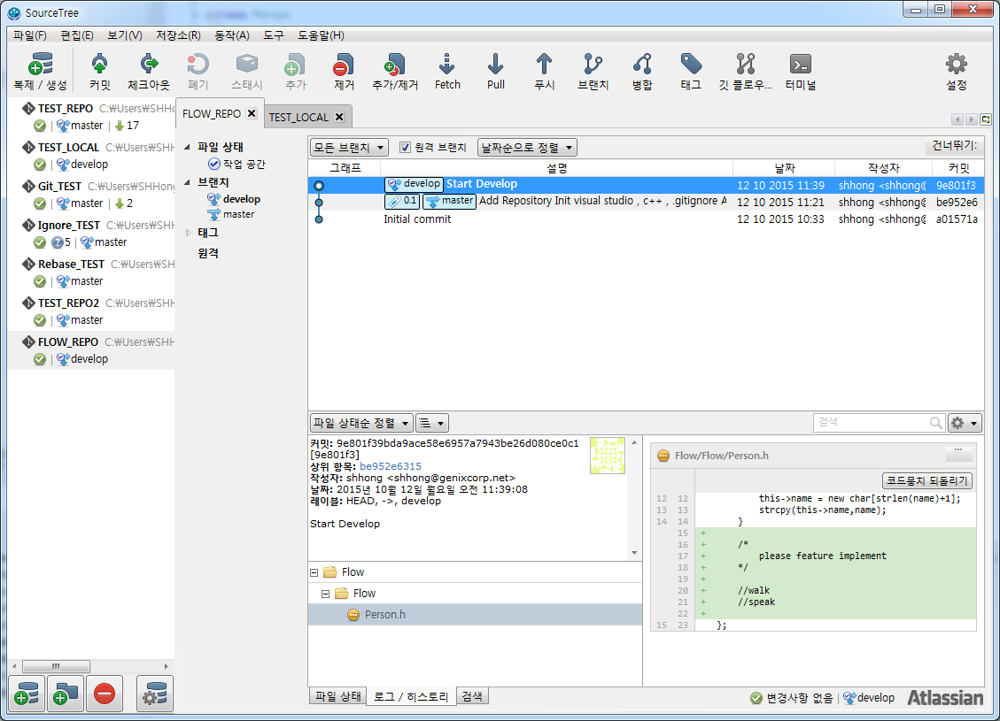 SourceTree
파일(F) 편집(E) 보기(V) 저장소(R) 동작(A) 도구 도움말(H)
복제 / 생성 커밋 체크아웃 폐기 스태시 추가 제거 추가/제거 Fetch Pull 푸시 브랜치 병합 태그 깃 플로우... 터미널 설정
TEST_REPO C:₩Users₩SHHo
master 17
TEST_LOCAL C:₩Users₩SHH
develop
Git_TEST C:₩Users₩SHHong
master 2
Ignore_TEST C:₩Users₩SHH
5 master
Rebase_TEST C:₩Users₩SH
master
TEST_REPO2 C:₩Users₩SHH
master
FLOW_REPO C:₩Users₩SHH
develop
FLOW_REPO TEST_LOCAL
파일 상태
작업 공간
브랜치
develop
master
태그
원격
모든 브랜치 원격 브랜치 날짜순으로 정렬 건너뛰기:
그래프 설명 날짜 작성자 커밋
develop Start Develop 12 10 2015 11:39 shhong <shhong@ 9e801f3
0.1 master Add Repository Init visual studio , c++ , .gitignore A 12 10 2015 11:21 shhong <shhong@ be952e6
Initial commit 12 10 2015 10:33 shhong <shhong@ a01571a
파일 상태순 정렬 검색
커밋: 9e801f39bda9ace58e6957a7943be26d080ce0c1
[9e801f3]
상위 항목: be952e6315
작성자: shhong <shhong@genixcorp.net>
날짜: 2015년 10월 12일 월요일 오전 11:39:08
레이블: HEAD, ->, develop
Start Develop
Flow
Flow
Person.h
Flow/Flow/Person.h
코드뭉치 되돌리기
12 12 this->name = new char[strlen(name)+1];
13 13 strcpy(this->name,name);
14 14 }
15 +
16 + /*
17 + please feature implement
18 + */
19 +
20 + //walk
21 + //speak
22 +
15 23 };
파일 상태 로그 / 히스토리 검색
변경사항 없음 develop Atlassian